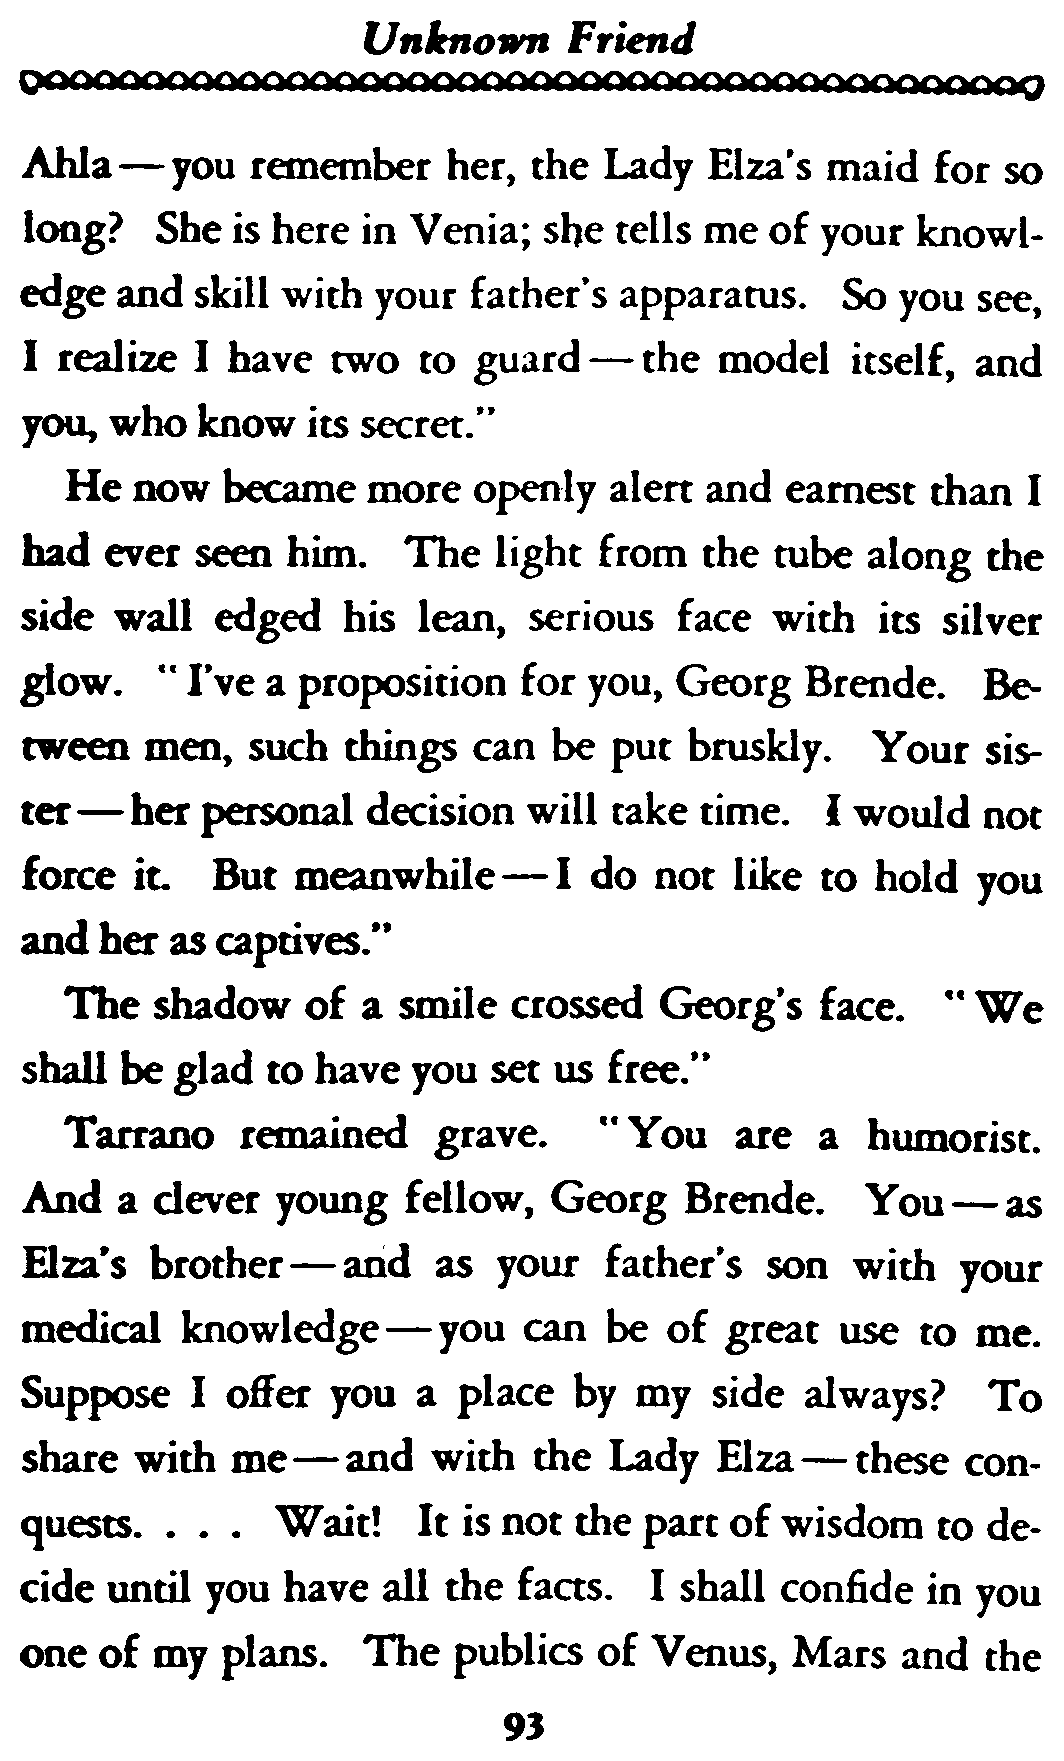 Unknown Friend
Ahla—you remember her, the Lady Elza's maid for so
long? She is here in Venia; she tells me of your knowl-
edge and skill with your father's apparatus. So you see,
I realize I have two to guard—the model itself, and
you, who know its secret."
He now became more openly alert and earnest than I
had ever seen him. The light from the tube along the
side wall edged his lean, serious face with its silver
glow. "I've a proposition for you, Georg Brende. Be-
tween men, such things can be put bruskly. Your sis-
ter—her personal decision will take time. I would not
force it. But meanwhile—I do not like to hold you
and her as captives."
The shadow of a smile crossed Georg's face. "We
shall be glad to have you set us free."
Tarrano remained grave. "You are a humorist.
And a clever young fellow, Georg Brende. You—as
Elza's brother—and as your father's son with your
medical knowledge—you can be of great use to me.
Suppose I offer you a place by my side always? To
share with me—and with the Lady Elza—these con-
quests. . . . Wait! It is not the part of wisdom to de-
cide until you have all the facts. I shall confide in you
one of my plans. The publics of Venus, Mars and the
93